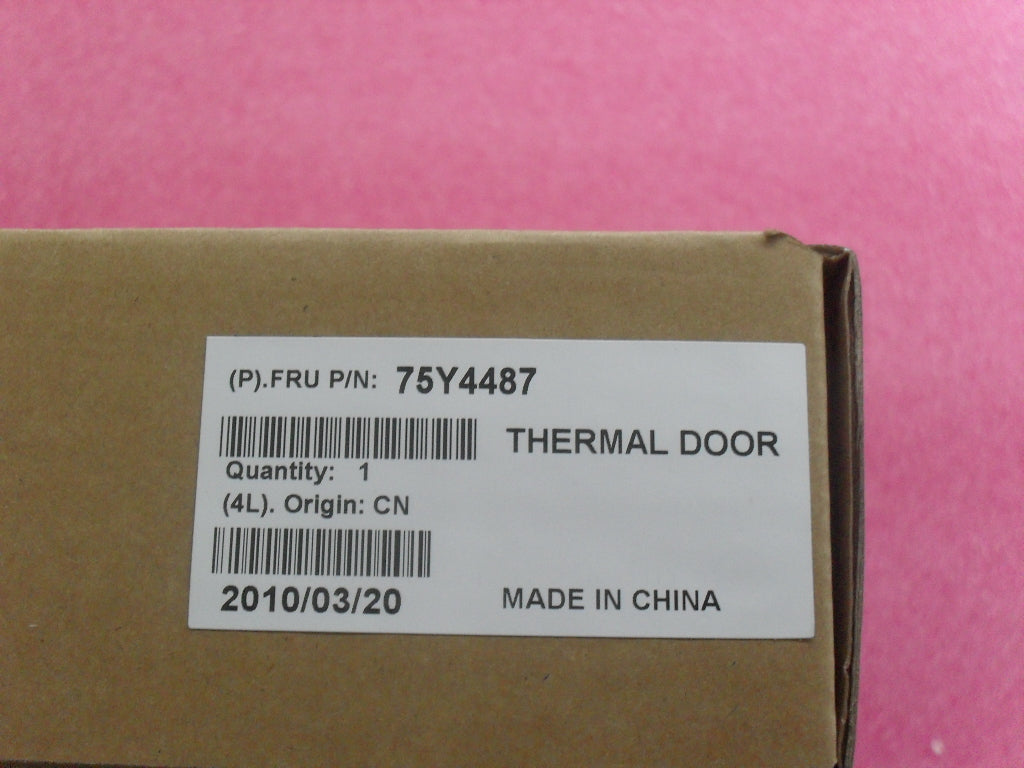 (P).FRU P/N: 75Y4487
THERMAL DOOR
Quantity: 1
(4L). Origin: CN
2010/03/20
MADE IN CHINA